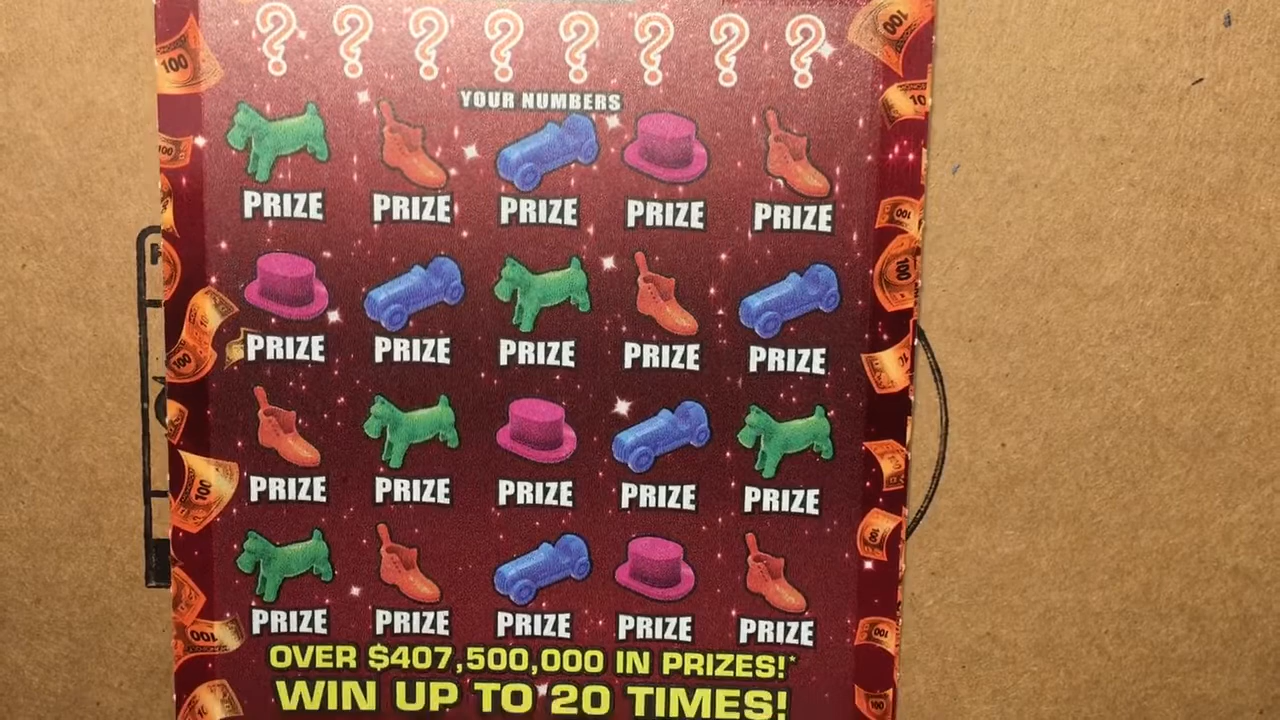 ? ? ? ? ? ? ? ?
YOUR NUMBERS
PRIZE PRIZE PRIZE PRIZE PRIZE
PRIZE PRIZE PRIZE PRIZE PRIZE
PRIZE PRIZE PRIZE PRIZE PRIZE
PRIZE PRIZE PRIZE PRIZE PRIZE
OVER $407,500,000 IN PRIZES!*
WIN UP TO 20 TIMES!